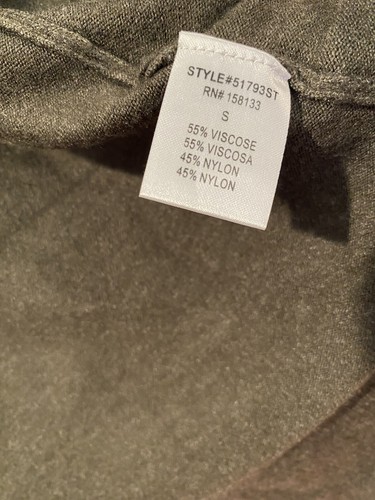 STYLE#51793ST
RN# 158133
S
55% VISCOSE
55% VISCOSA
45% NYLON
45% NYLON